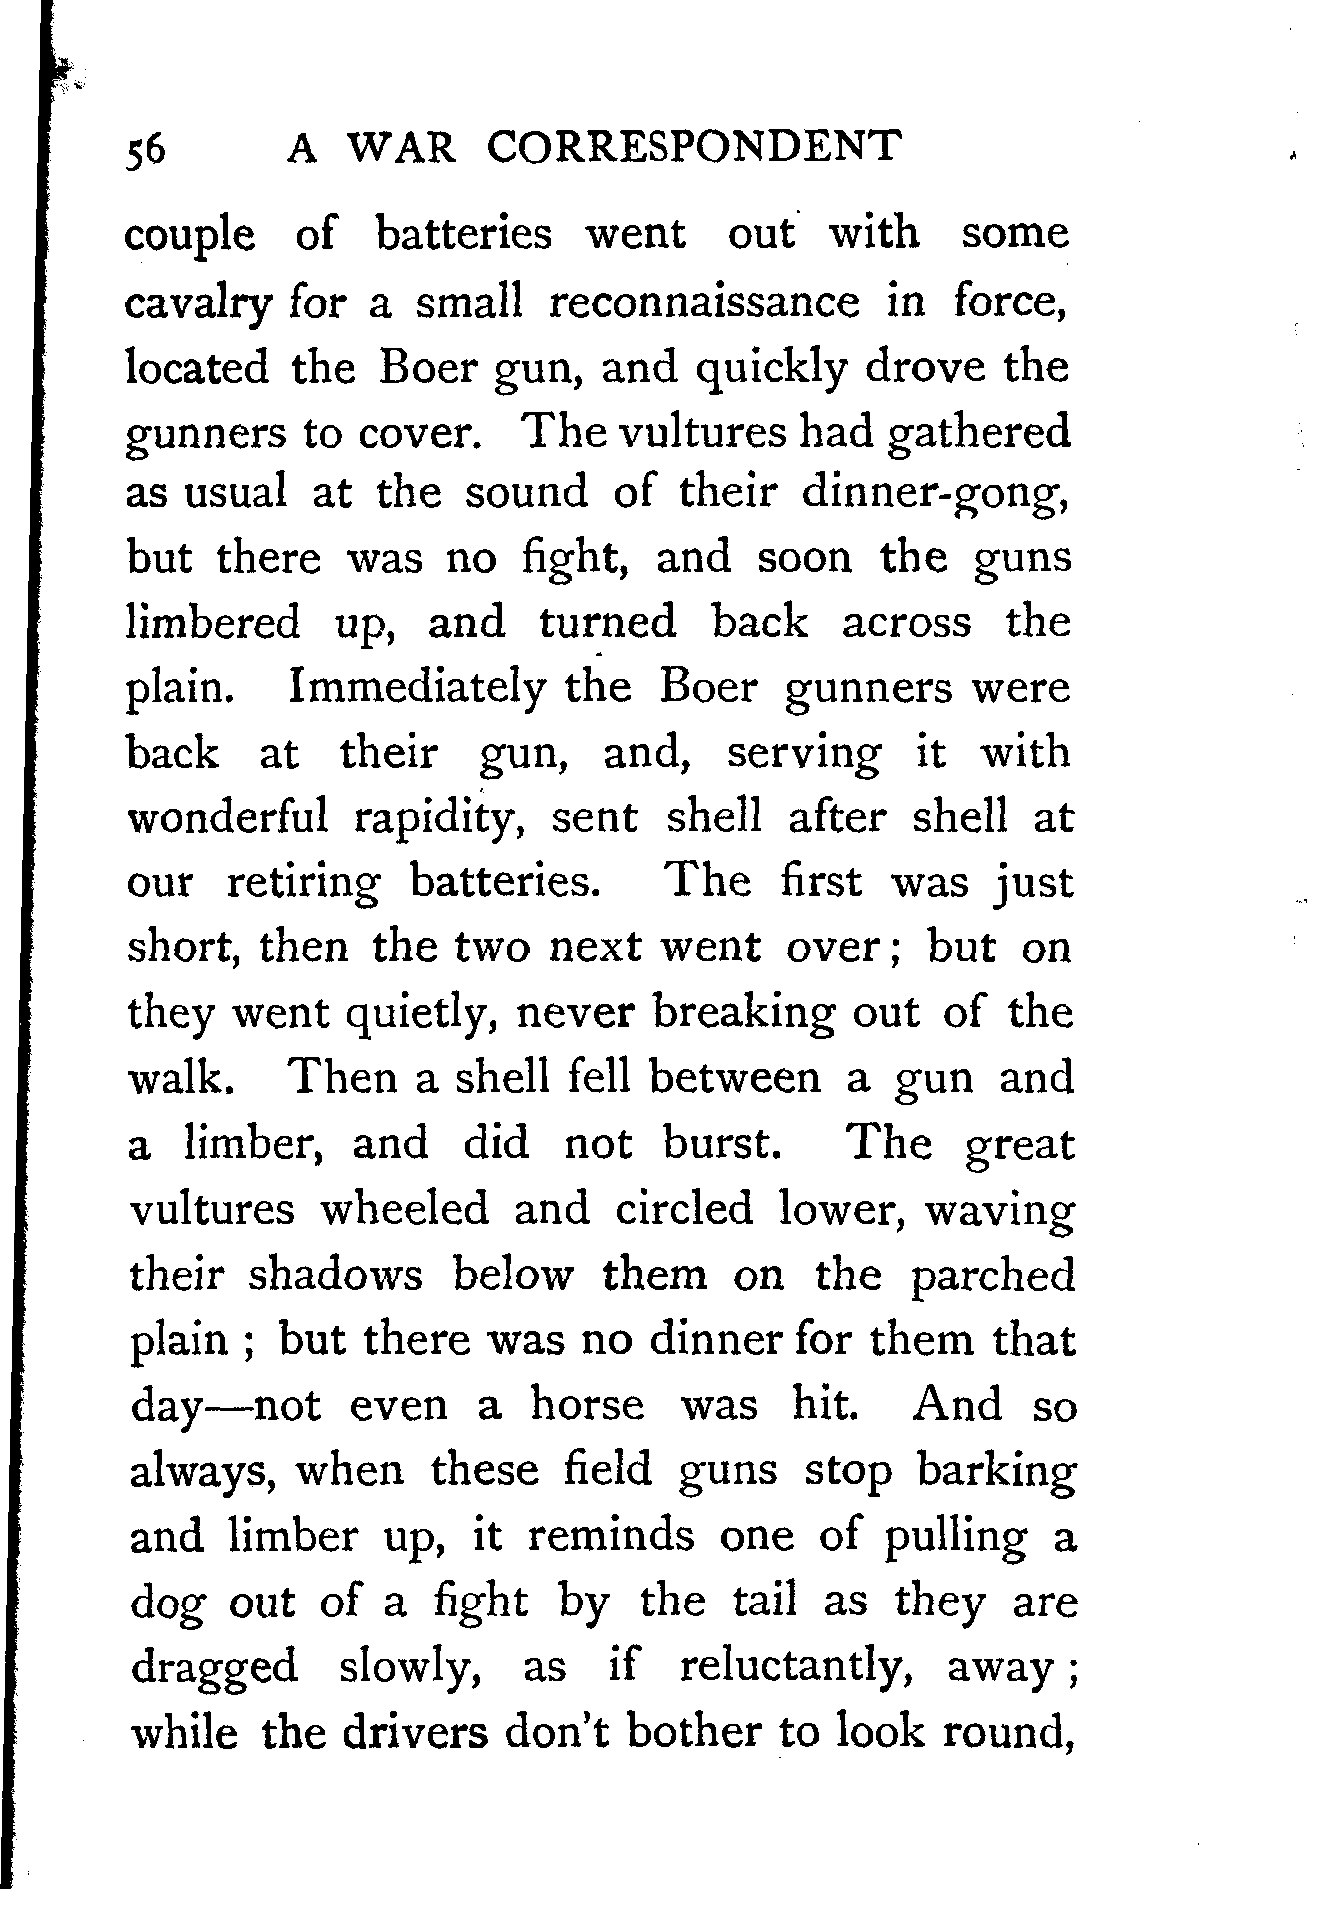 56 A WAR CORRESPONDENT
couple of batteries went out with some
cavalry for a small reconnaissance in force,
located the Boer gun, and quickly drove the
gunners to cover. The vultures had gathered
as usual at the sound of their dinner-gong,
but there was no fight, and soon the guns
limbered up, and turned back across the
plain. Immediately the Boer gunners were
back at their gun, and, serving it with
wonderful rapidity, sent shell after shell at
our retiring batteries. The first was just
short, then the two next went over; but on
they went quietly, never breaking out of the
walk. Then a shell fell between a gun and
a limber, and did not burst. The great
vultures wheeled and circled lower, waving
their shadows below them on the parched
plain ; but there was no dinner for them that
day—not even a horse was hit. And so
always, when these field guns stop barking
and limber up, it reminds one of pulling a
dog out of a fight by the tail as they are
dragged slowly, as if reluctantly, away ;
while the drivers don't bother to look round,